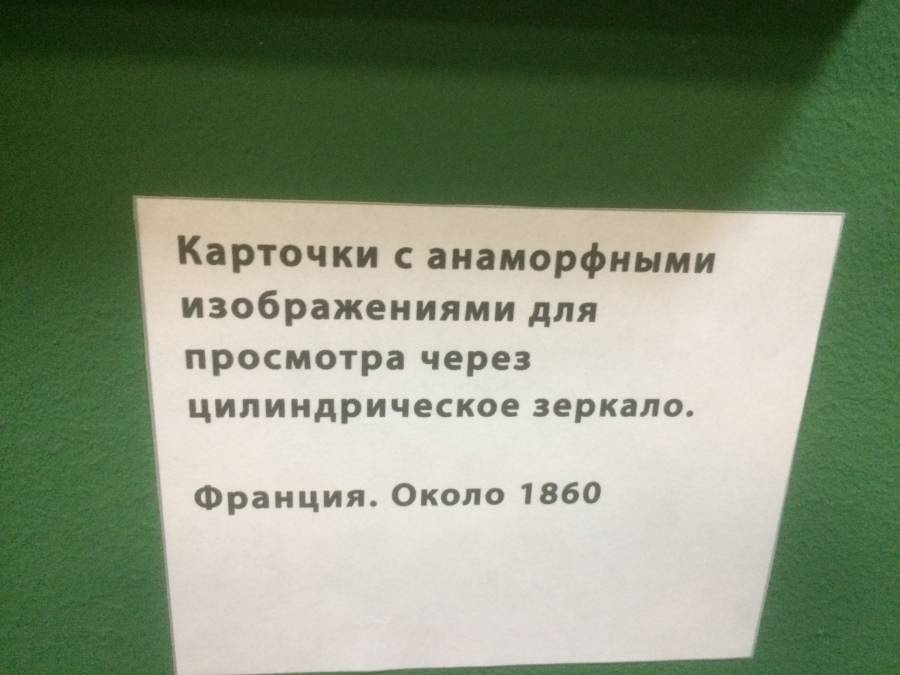 Карточки с анаморфными
изображениями для
просмотра через
цилиндрическое зеркало.
Франция. Около 1860